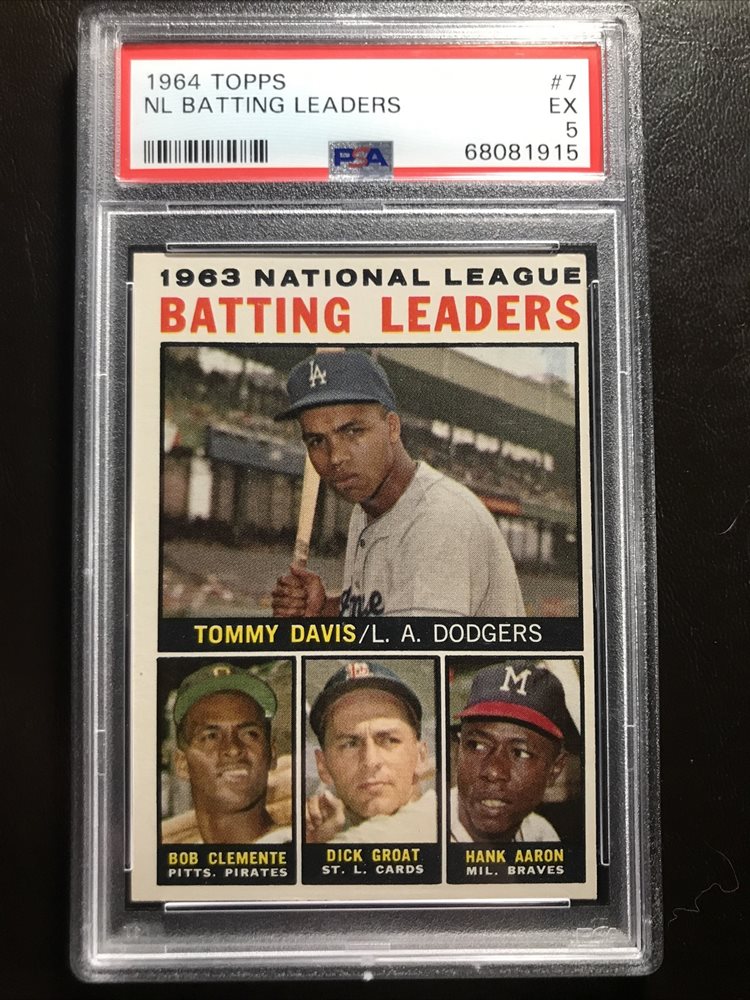 1964 TOPPS #7
NL BATTING LEADERS EX
5
PSA 68081915
1963 NATIONAL LEAGUE
BATTING LEADERS
LA
TOMMY DAVIS/L. A. DODGERS
M
BOB CLEMENTE DICK GROAT HANK AARON
PITTS. PIRATES ST. L. CARDS MIL. BRAVES